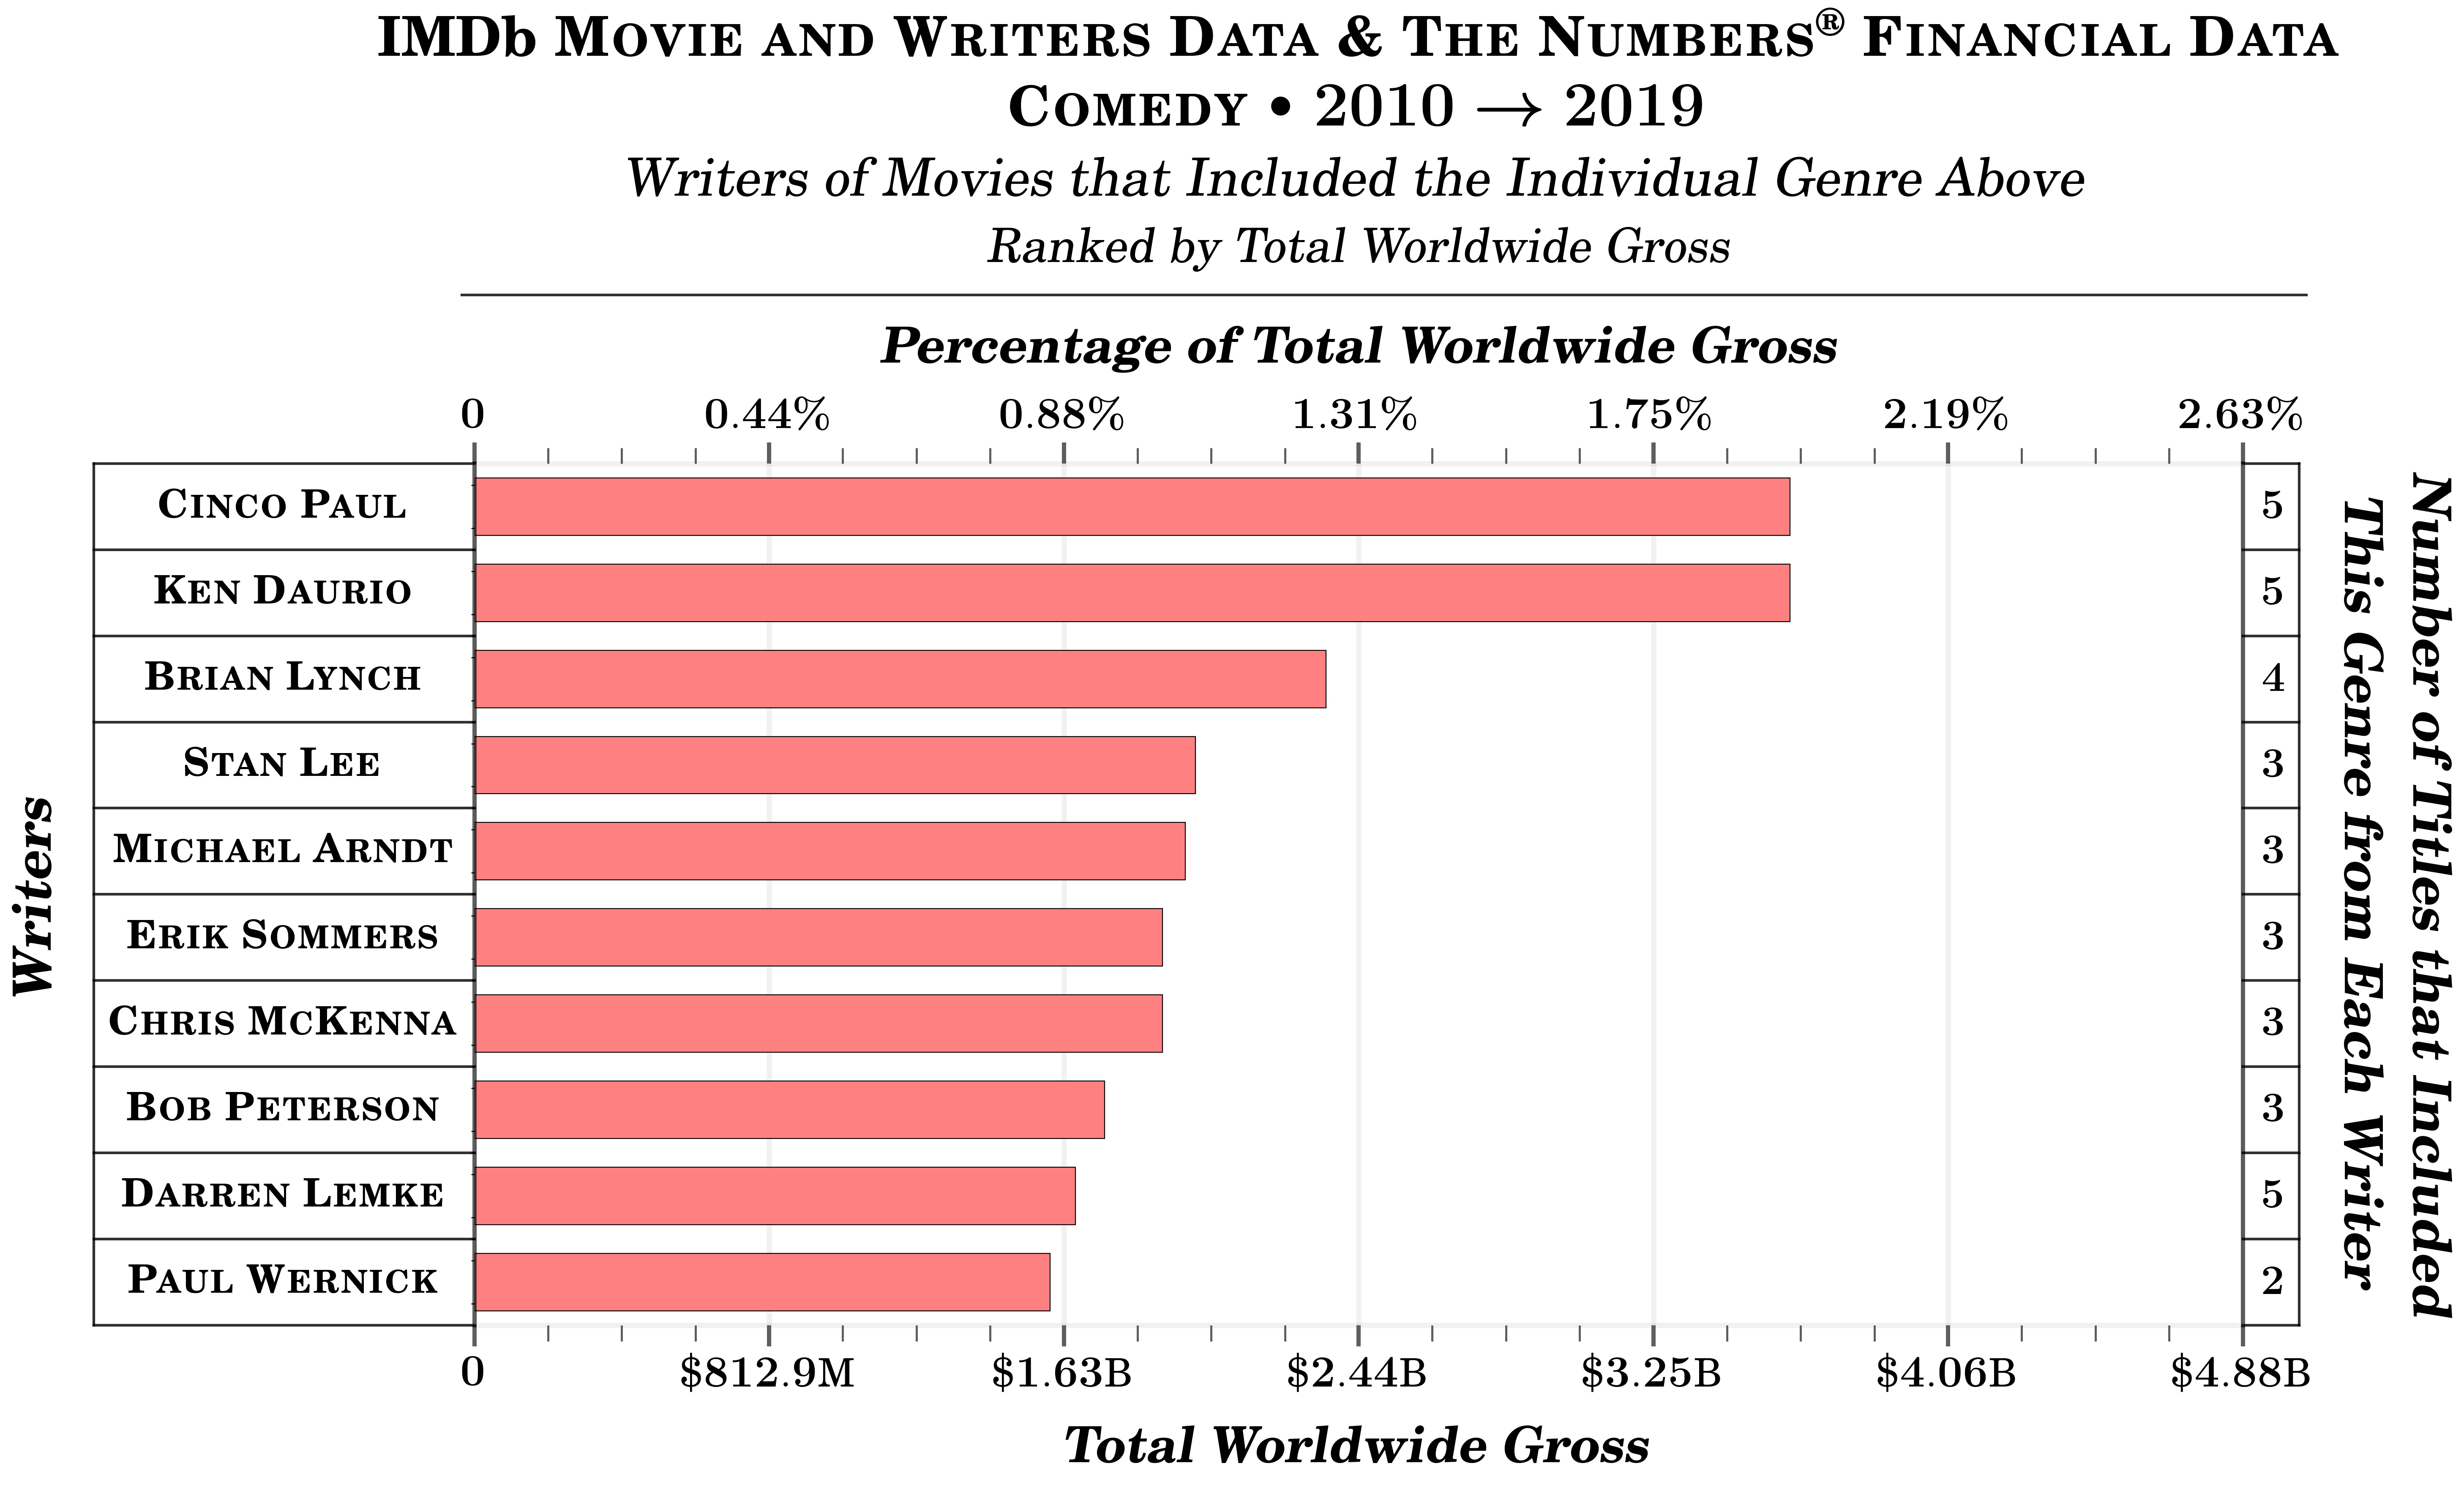 IMDb Movie and Writers Data & The Numbers® Financial Data
Comedy • 2010 → 2019
Writers of Movies that Included the Individual Genre Above
Ranked by Total Worldwide Gross
Percentage of Total Worldwide Gross
0 0.44% 0.88% 1.31% 1.75% 2.19% 2.63%
Writers
Cinco Paul 5
Ken Daurio 5
Brian Lynch 4
Stan Lee 3
Michael Arndt 3
Erik Sommers 3
Chris McKenna 3
Bob Peterson 3
Darren Lemke 5
Paul Wernick 2
Number of Titles that Included
This Genre from Each Writer
0 $812.9M $1.63B $2.44B $3.25B $4.06B $4.88B
Total Worldwide Gross